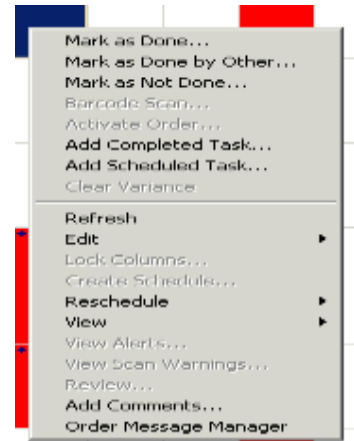 Mark as Done...
Mark as Done by Other...
Mark as Not Done...
Barcode Scan...
Activate Order...
Add Completed Task...
Add Scheduled Task...
Clear Variance
Refresh
Edit
Lock Columns...
Create Schedule...
Reschedule
View
View Alerts...
View Scan Warnings...
Review...
Add Comments...
Order Message Manager